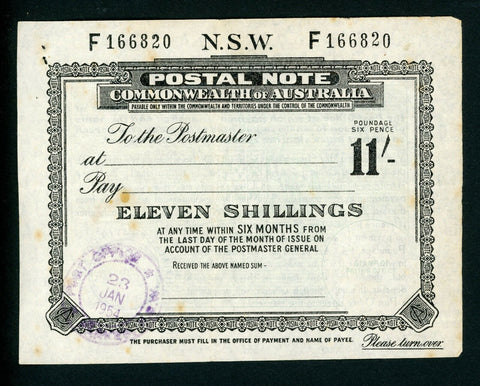 F 166820 N.S.W. F 166820
POSTAL NOTE
COMMONWEALTH OF AUSTRALIA
PAYABLE ONLY WITHIN THE COMMONWEALTH AND TERRITORIES UNDER THE CONTROL OF THE COMMONWEALTH
To the Postmaster
POUNDAGE
SIX PENCE
11/-
at
Pay
ELEVEN SHILLINGS
AT ANY TIME WITHIN SIX MONTHS FROM
THE LAST DAY OF THE MONTH OF ISSUE ON
ACCOUNT OF THE POSTMASTER GENERAL
RECEIVED THE ABOVE NAMED SUM -
23
JAN
1964
THE PURCHASER MUST FILL IN THE OFFICE OF PAYMENT AND NAME OF PAYEE. Please turn over